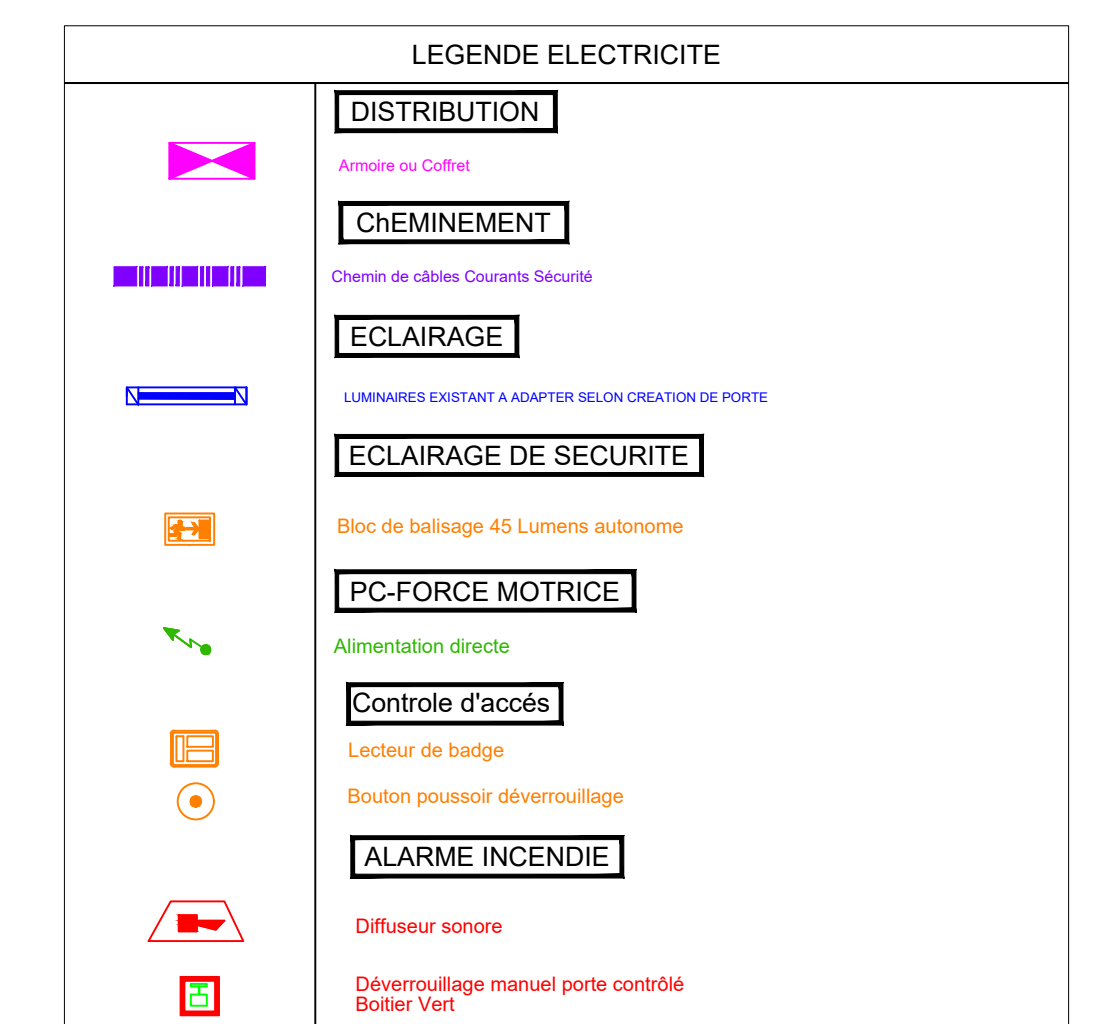 LEGENDE ELECTRICITE
DISTRIBUTION
Armoire ou Coffret
ChEMINEMENT
Chemin de câbles Courants Sécurité
ECLAIRAGE
LUMINAIRES EXISTANT A ADAPTER SELON CREATION DE PORTE
ECLAIRAGE DE SECURITE
Bloc de balisage 45 Lumens autonome
PC-FORCE MOTRICE
Alimentation directe
Controle d'accés
Lecteur de badge
Bouton poussoir déverrouillage
ALARME INCENDIE
Diffuseur sonore
Déverrouillage manuel porte contrôlé
Boitier Vert